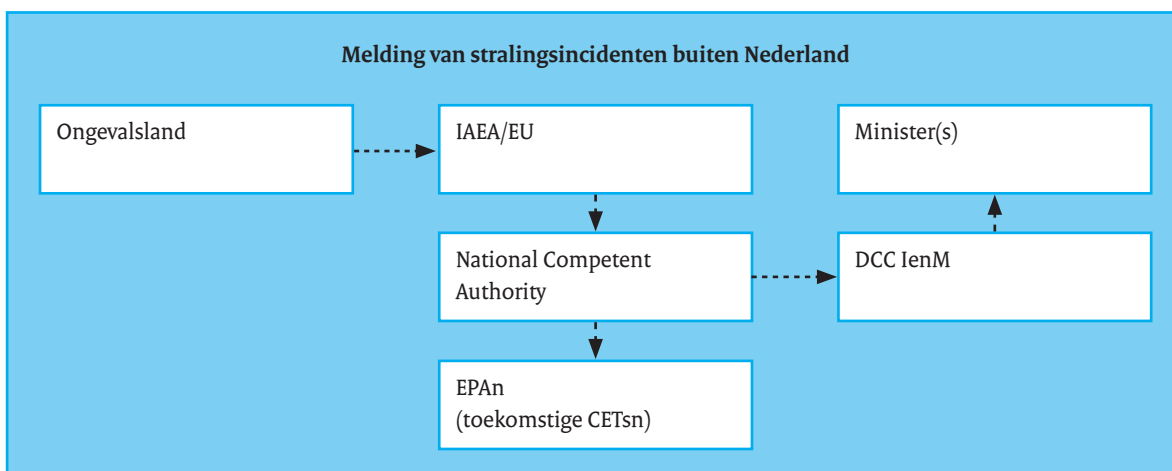 Melding van stralingsincidenten buiten Nederland
Ongevalsland
IAEA/EU
Minister(s)
National Competent
Authority
DCC IenM
EPAn
(toekomstige CETsn)